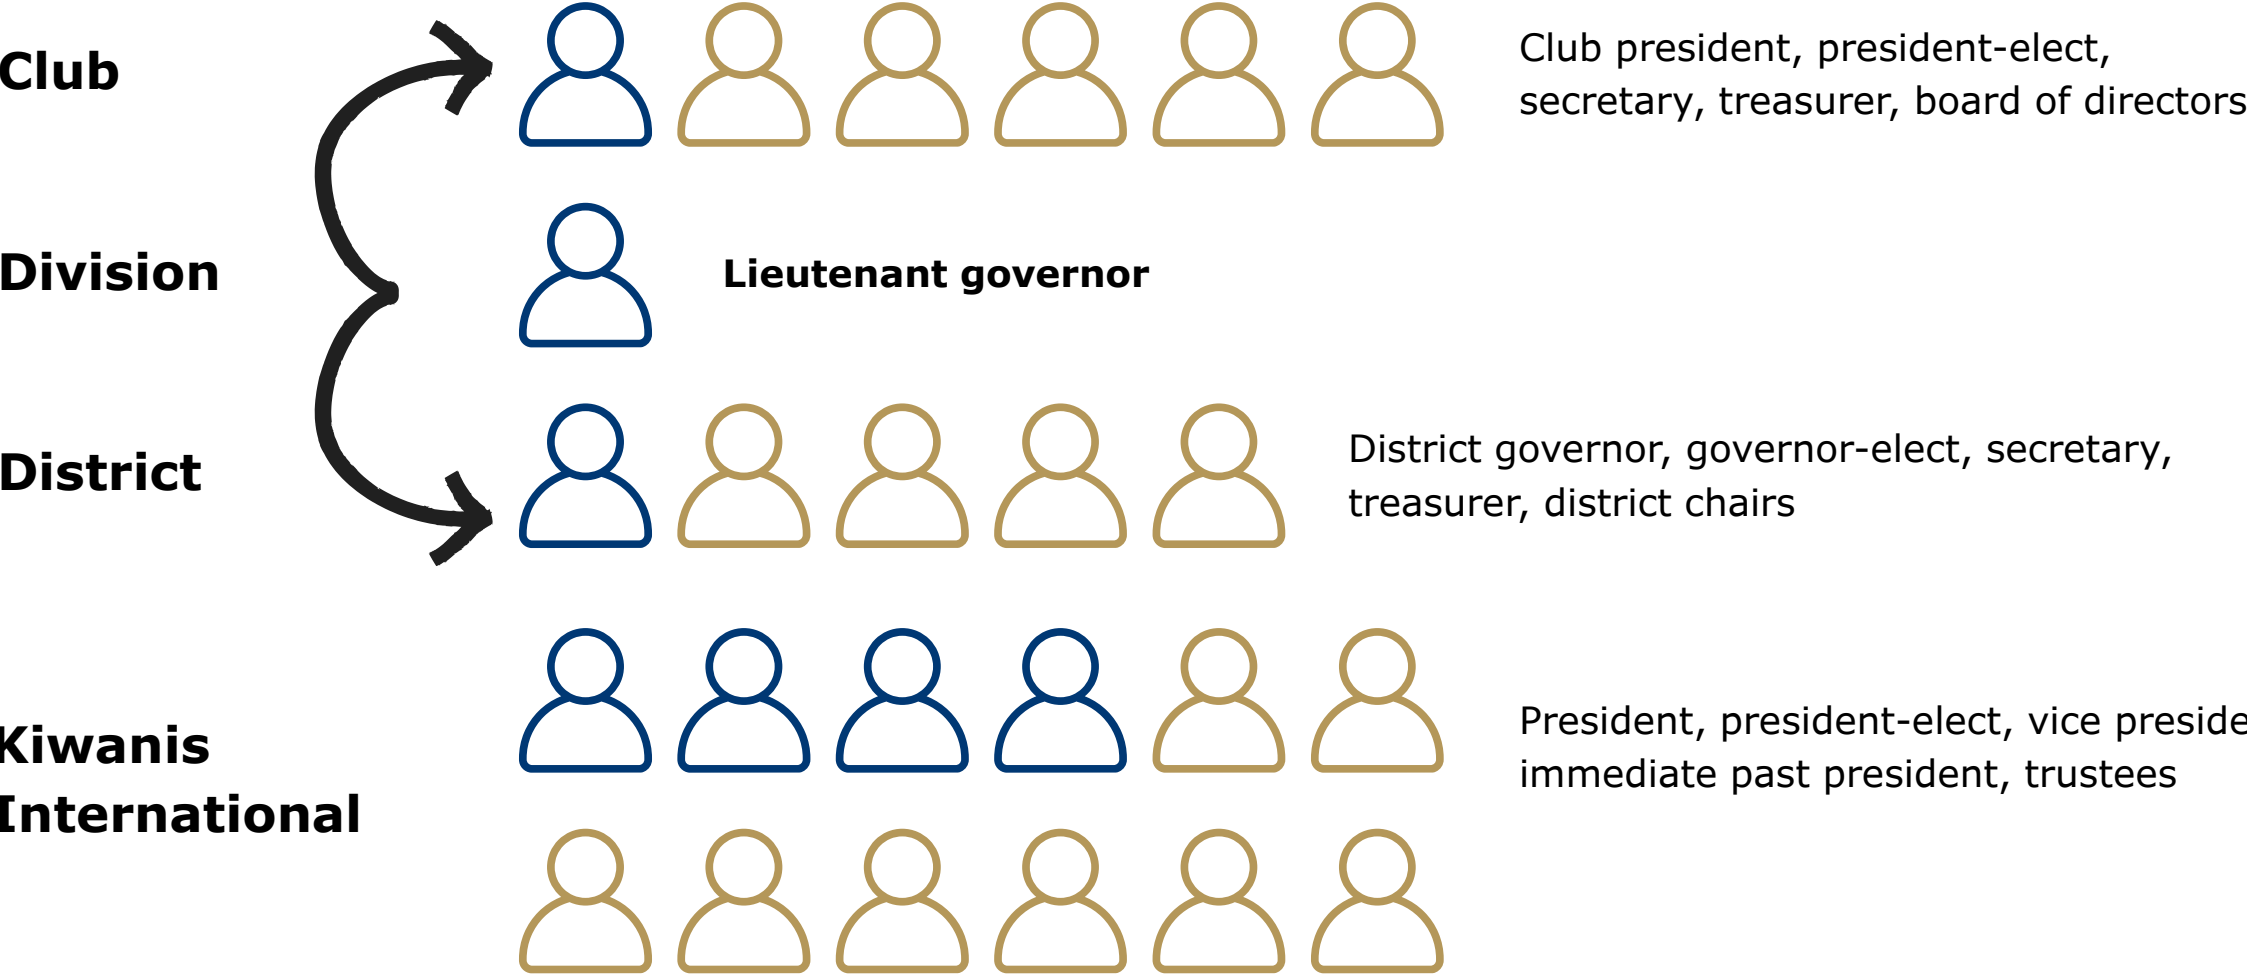 Club
Club president, president-elect,
secretary, treasurer, board of directors
Division
Lieutenant governor
District
District governor, governor-elect, secretary,
treasurer, district chairs
Kiwanis
International
President, president-elect, vice preside
immediate past president, trustees